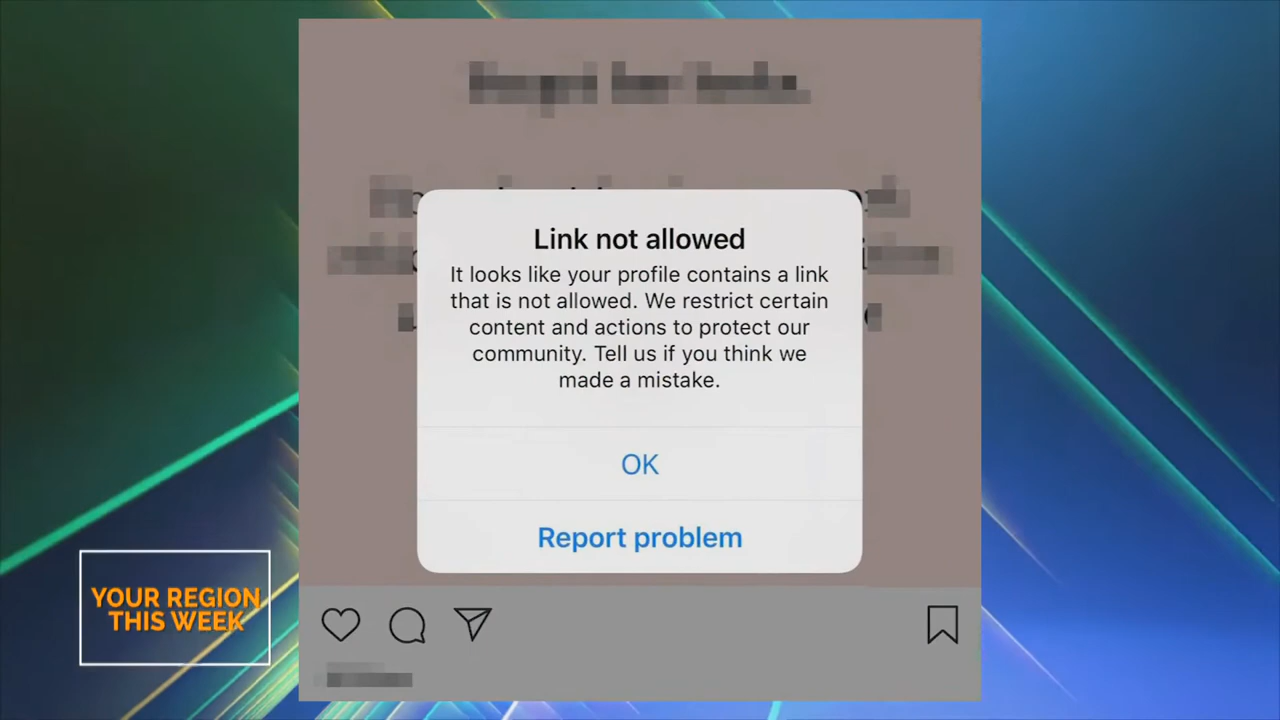 Link not allowed
It looks like your profile contains a link
that is not allowed. We restrict certain
content and actions to protect our
community. Tell us if you think we
made a mistake.
OK
Report problem
YOUR REGION
THIS WEEK